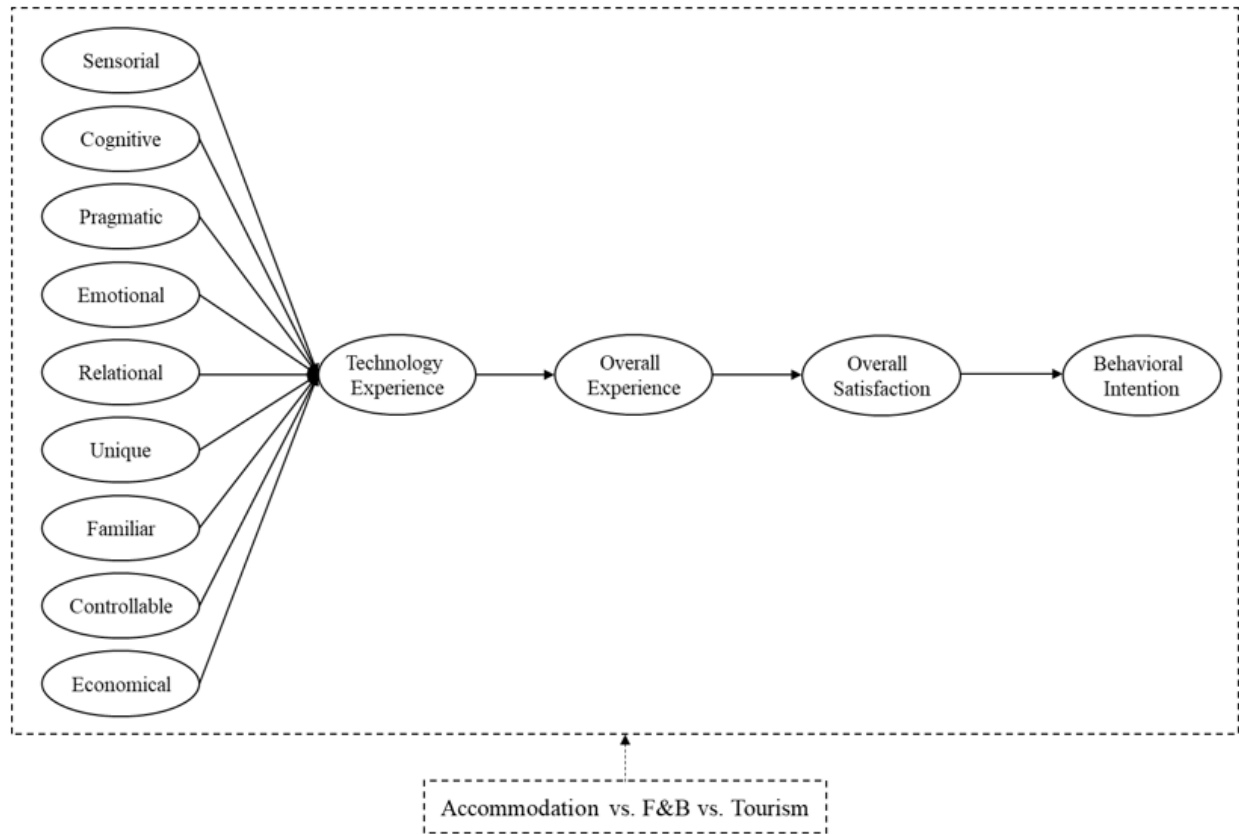 Sensorial
Cognitive
Pragmatic
Emotional
Relational
Unique
Familiar
Controllable
Economical
Technology
Experience
Overall
Experience
Overall
Satisfaction
Behavioral
Intention
Accommodation vs. F&B vs. Tourism